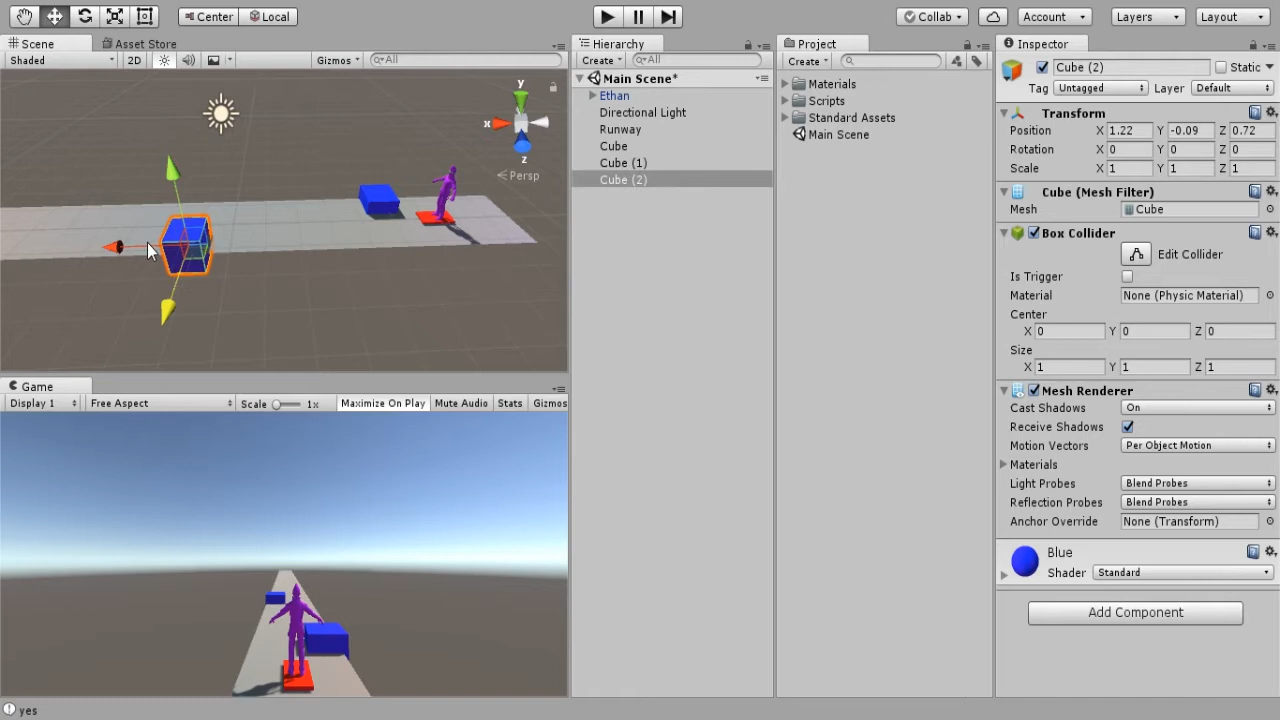 Center Local Collab Account Layers Layout
Scene Asset Store
Shaded 2D Gizmos All
y
x
z
Persp
Game
Display 1 Free Aspect Scale 1x Maximize On Play Mute Audio Stats Gizmos
Hierarchy
Create All
Main Scene*
Ethan
Directional Light
Runway
Cube
Cube (1)
Cube (2)
Project
Create
Materials
Scripts
Standard Assets
Main Scene
Inspector
Cube (2) Static
Tag Untagged Layer Default
Transform
Position X 1.22 Y -0.09 Z 0.72
Rotation X 0 Y 0 Z 0
Scale X 1 Y 1 Z 1
Cube (Mesh Filter)
Mesh Cube
Box Collider
Edit Collider
Is Trigger
Material None (Physic Material)
Center
X 0 Y 0 Z 0
Size
X 1 Y 1 Z 1
Mesh Renderer
Cast Shadows On
Receive Shadows
Motion Vectors Per Object Motion
Materials
Light Probes Blend Probes
Reflection Probes Blend Probes
Anchor Override None (Transform)
Blue
Shader Standard
Add Component
yes